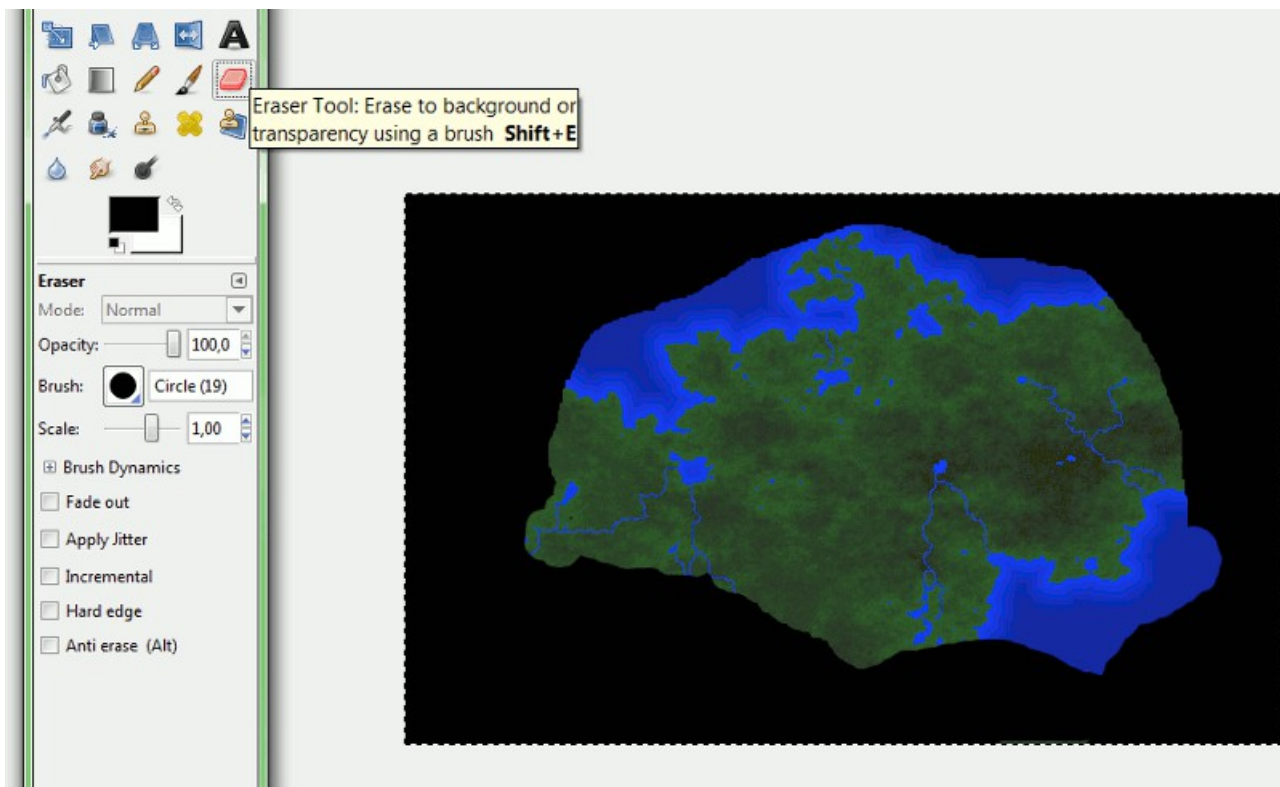 Eraser Tool: Erase to background or
transparency using a brush Shift+E
Eraser
Mode: Normal
Opacity: 100,0
Brush: Circle (19)
Scale: 1,00
Brush Dynamics
Fade out
Apply Jitter
Incremental
Hard edge
Anti erase (Alt)